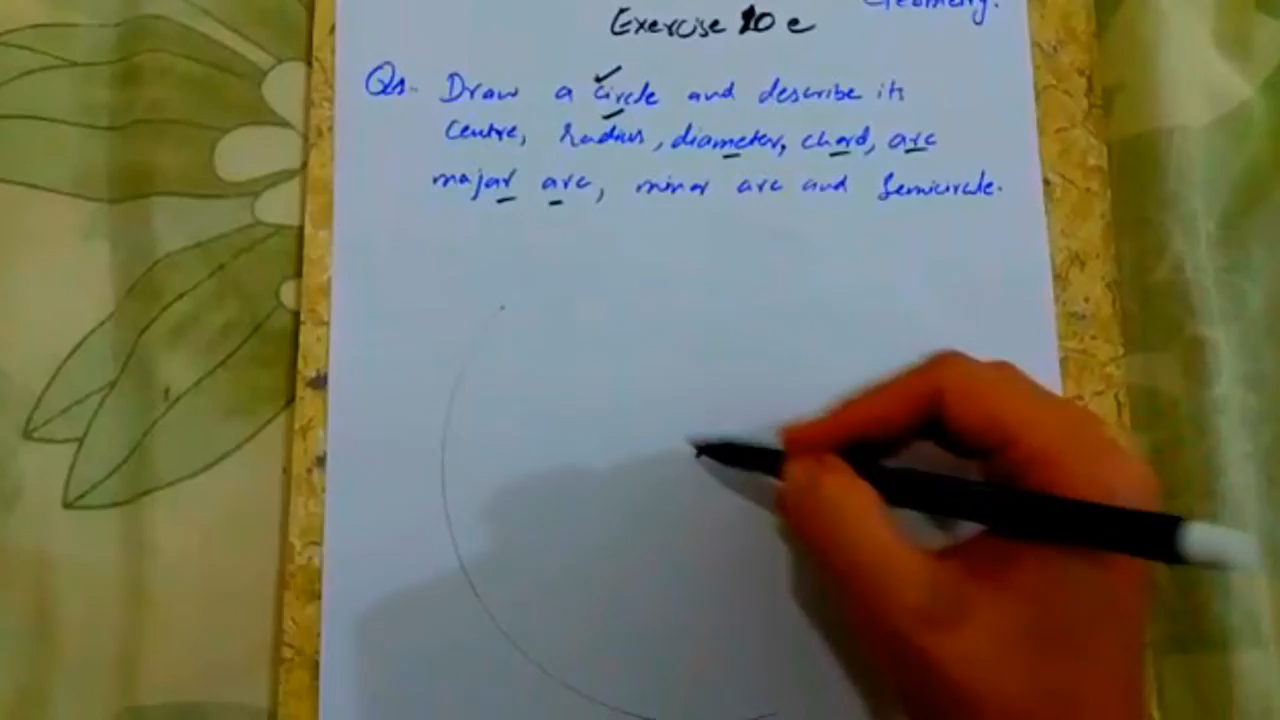 Geometry.
Exercise 10 e
Qs. Draw a circle and describe its
centre, radius, diameter, chord, arc
major arc, minor arc and semicircle.